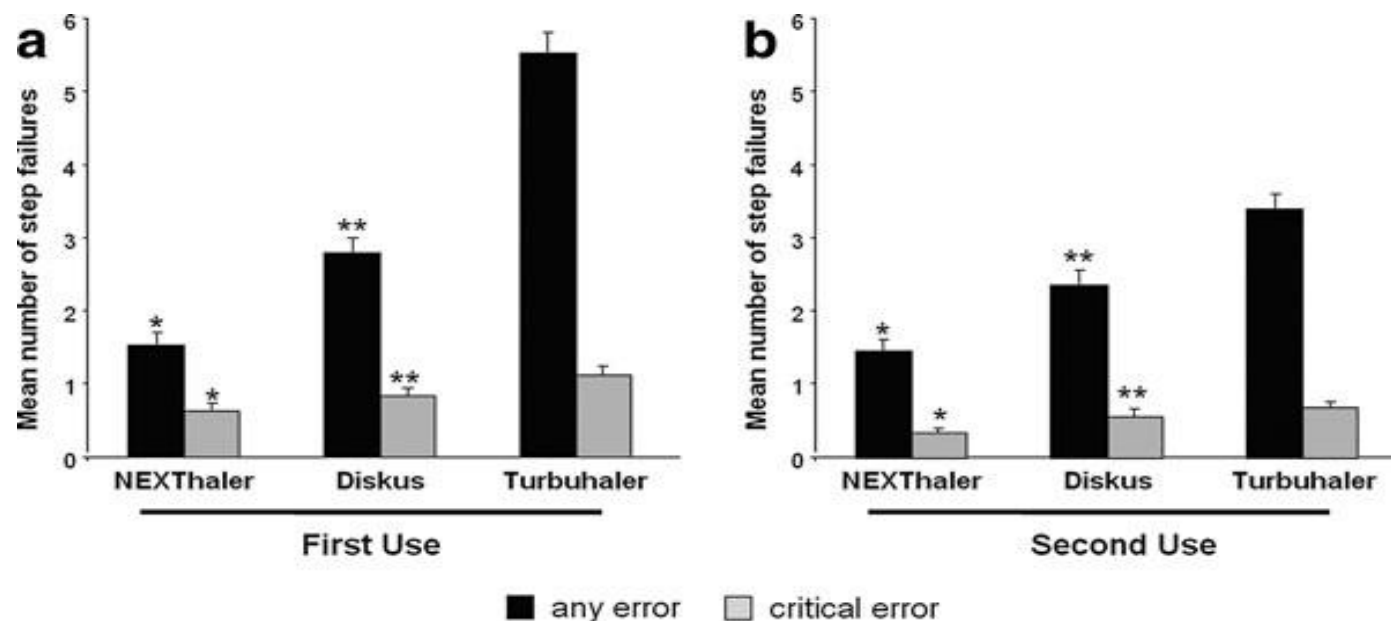 a
Mean number of step failures
6
5
4
3
2
1
0
*
*
**
**
NEXThaler Diskus Turbuhaler
First Use
b
Mean number of step failures
6
5
4
3
2
1
0
*
*
**
**
NEXThaler Diskus Turbuhaler
Second Use
any error critical error